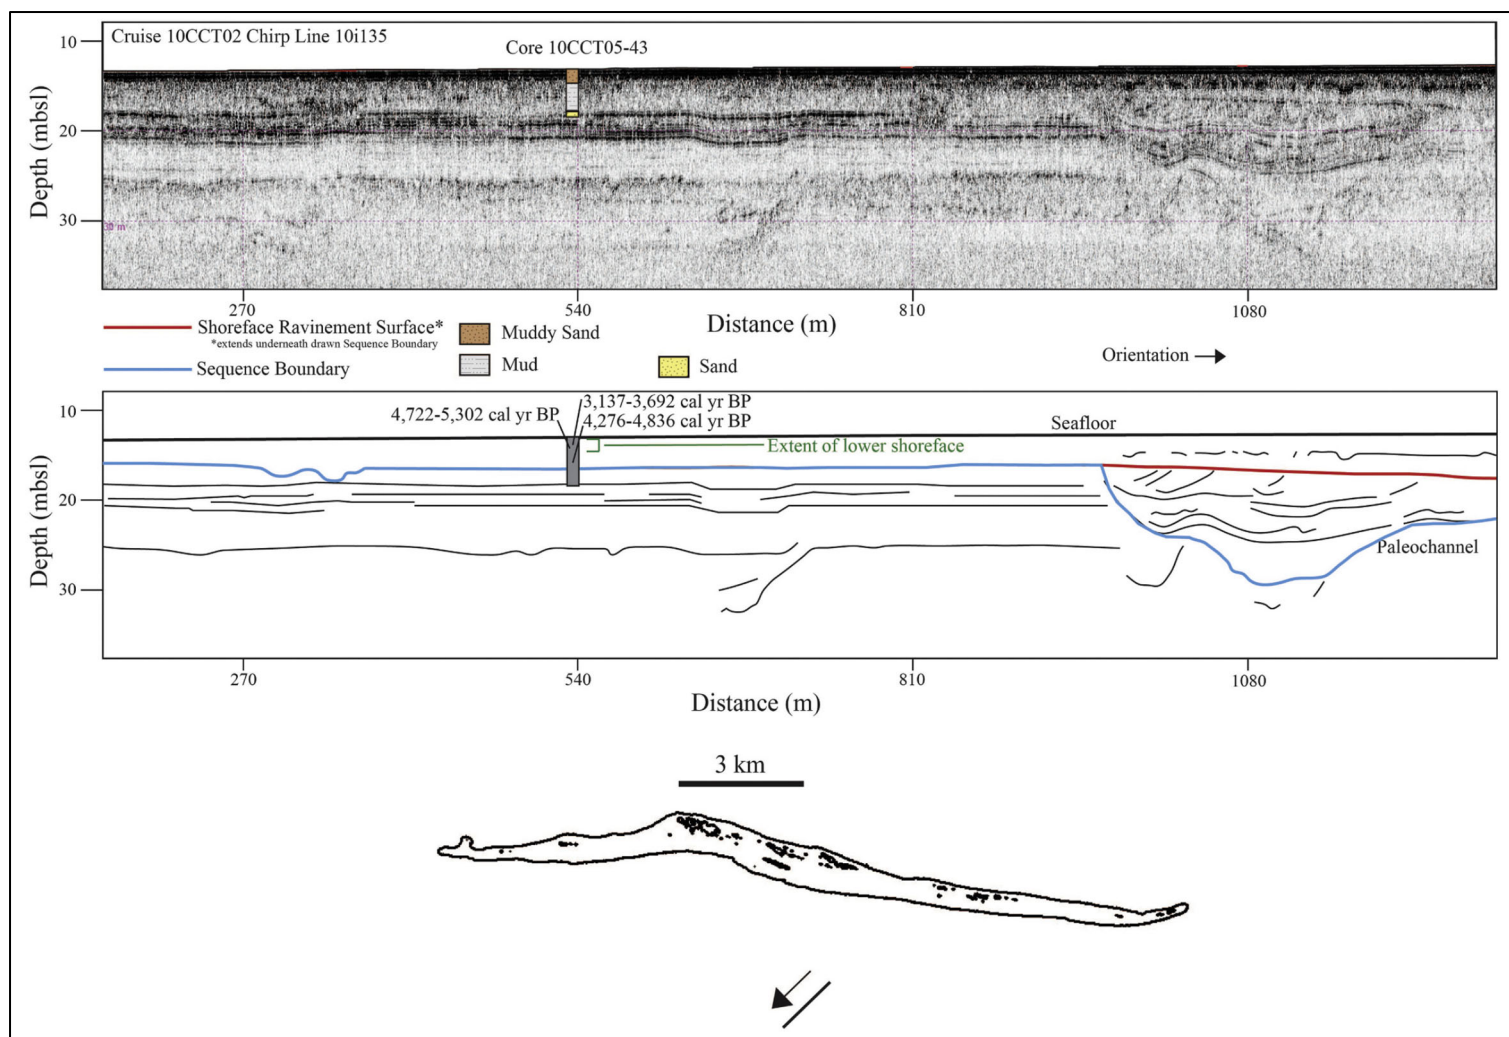 Cruise 10CCT02 Chirp Line 10i135
Core 10CCT05-43
10
20
30
Depth (mbsl)
30 m
270
540
810
1080
Distance (m)
Shoreface Ravinement Surface*
*extends underneath drawn Sequence Boundary
Sequence Boundary
Muddy Sand
Mud
Sand
Orientation
10
20
30
Depth (mbsl)
4,722-5,302 cal yr BP
3,137-3,692 cal yr BP
4,276-4,836 cal yr BP
Seafloor
Extent of lower shoreface
Paleochannel
270
540
810
1080
Distance (m)
3 km